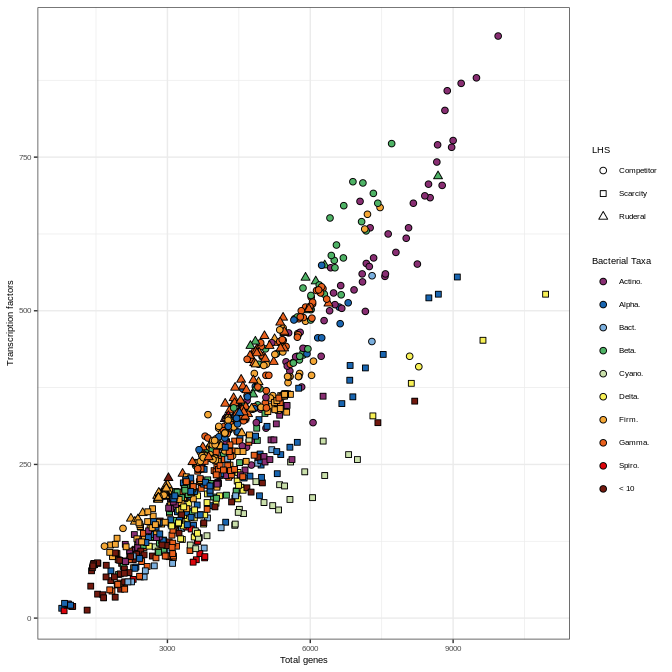 750
500
250
0
3000
6000
9000
Total genes
Transcription factors
LHS
Competitor
Scarcity
Ruderal
Bacterial Taxa
Actino.
Alpha.
Bact.
Beta.
Cyano.
Delta.
Firm.
Gamma.
Spiro.
< 10